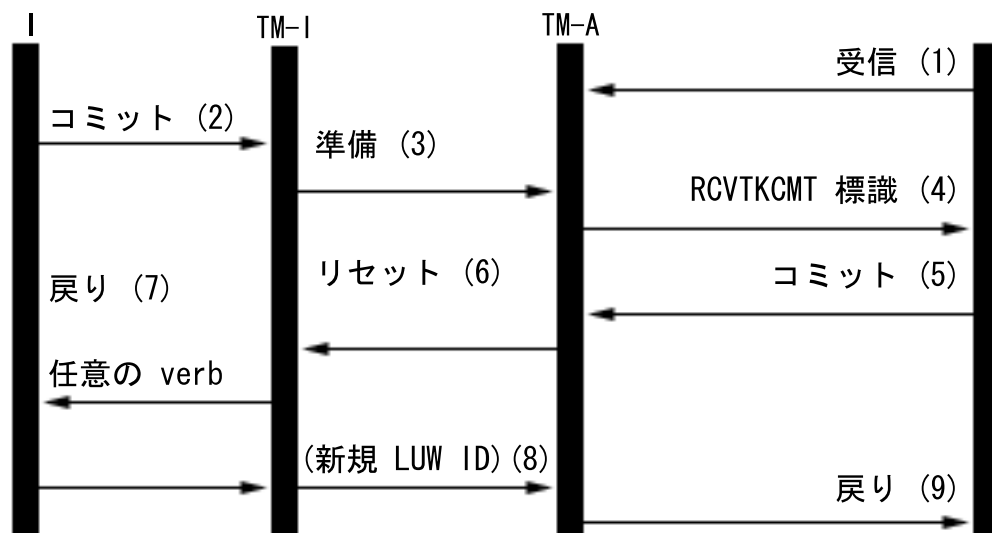 I
TM-I
TM-A
受信 (1)
コミット (2)
準備 (3)
RCVTKCMT 標識 (4)
リセット (6)
コミット (5)
戻り (7)
任意の verb
(新規 LUW ID)(8)
戻り (9)